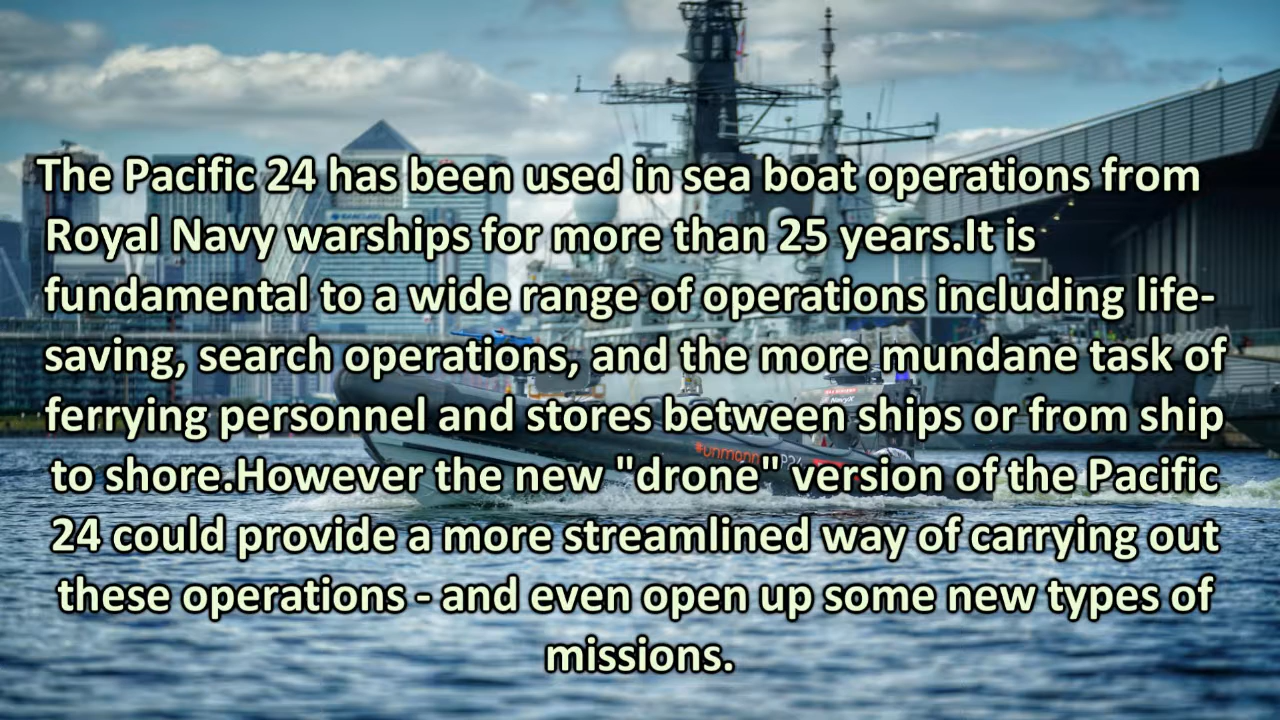 The Pacific 24 has been used in sea boat operations from
Royal Navy warships for more than 25 years.It is
fundamental to a wide range of operations including life-
saving, search operations, and the more mundane task of
ferrying personnel and stores between ships or from ship
to shore.However the new "drone" version of the Pacific
24 could provide a more streamlined way of carrying out
these operations - and even open up some new types of
missions.
BARCLAYS
NavyX